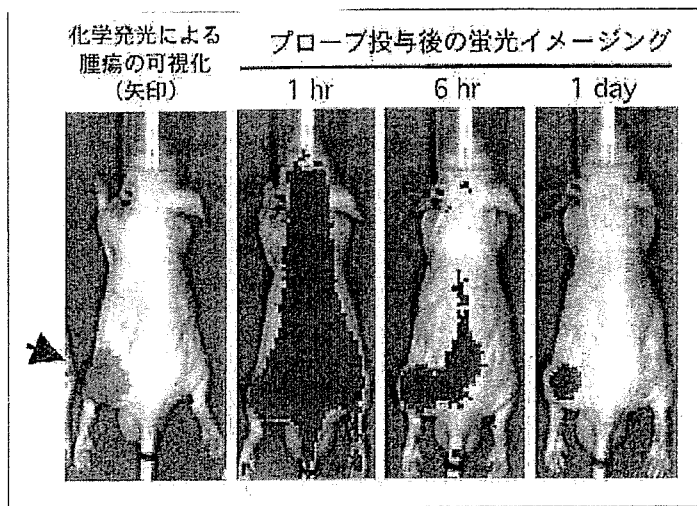 化学発光による
腫瘍の可視化
(矢印)
プローブ投与後の蛍光イメージング
1 hr
6 hr
1 day